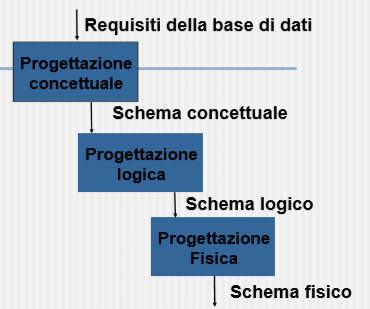 Requisiti della base di dati
Progettazione
concettuale
Schema concettuale
Progettazione
logica
Schema logico
Progettazione
Fisica
Schema fisico